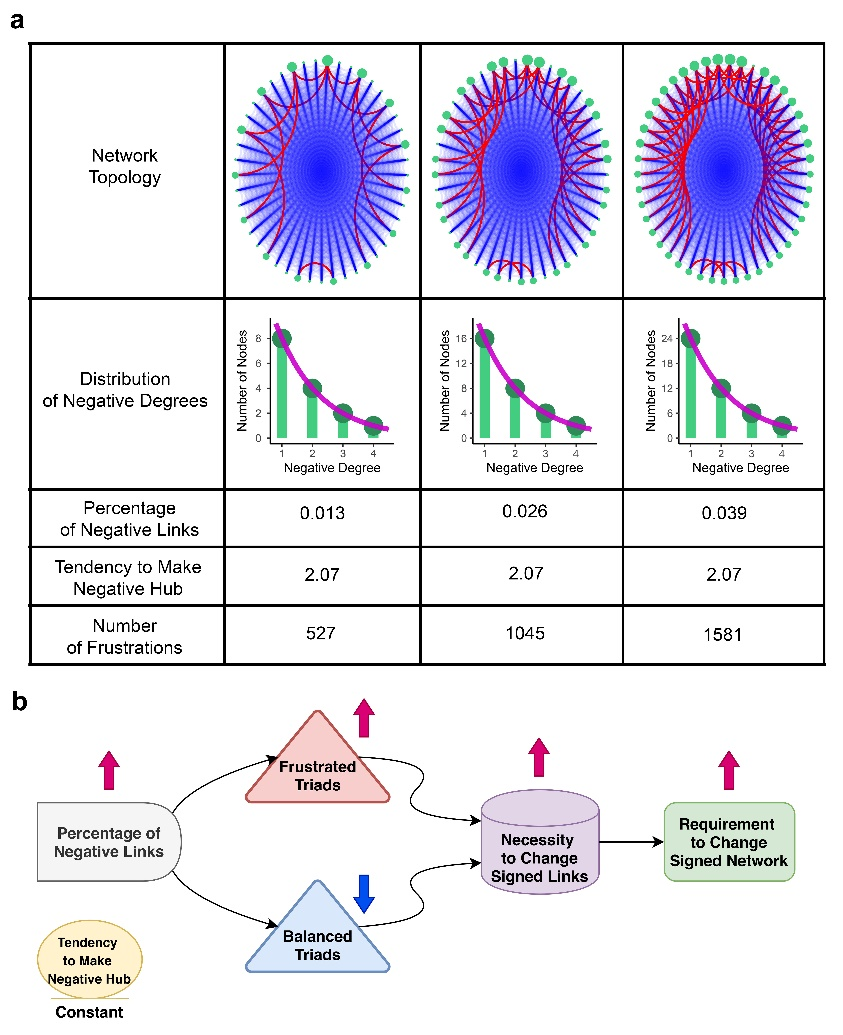 a
Network
Topology
Distribution
of Negative Degrees
Number of Nodes
8
6
4
2
0
1 2 3 4
Negative Degree
Number of Nodes
16
12
8
4
0
1 2 3 4
Negative Degree
Number of Nodes
24
18
12
6
0
1 2 3 4
Negative Degree
Percentage
of Negative Links
0.013
0.026
0.039
Tendency to Make
Negative Hub
2.07
2.07
2.07
Number
of Frustrations
527
1045
1581
b
Percentage of
Negative Links
Frustrated
Triads
Balanced
Triads
Necessity
to Change
Signed Links
Requirement
to Change
Signed Network
Tendency
to Make
Negative Hub
Constant